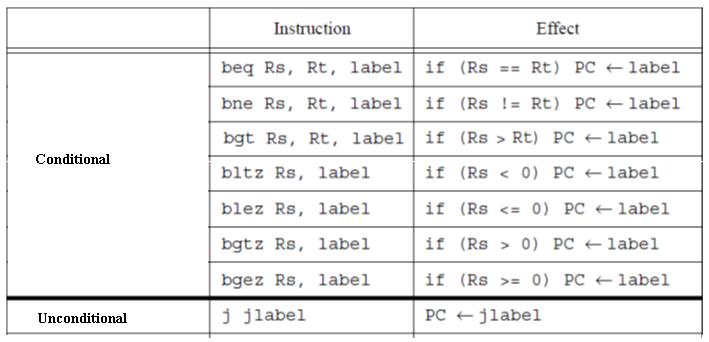 Instruction Effect
beq Rs, Rt, label if (Rs == Rt) PC ← label
bne Rs, Rt, label if (Rs != Rt) PC ← label
bgt Rs, Rt, label if (Rs > Rt) PC ← label
Conditional
bltz Rs, label if (Rs < 0) PC ← label
blez Rs, label if (Rs <= 0) PC ← label
bgtz Rs, label if (Rs > 0) PC ← label
bgez Rs, label if (Rs >= 0) PC ← label
Unconditional j jlabel PC ← jlabel